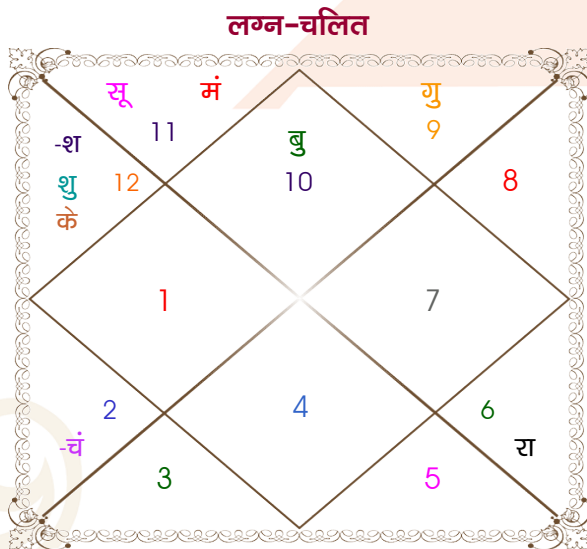 लग्न-चलित
सू मं गु
11 9
-श बु
शु 12 10 8
के
1 7
2 4 6
-चं रा
3 5